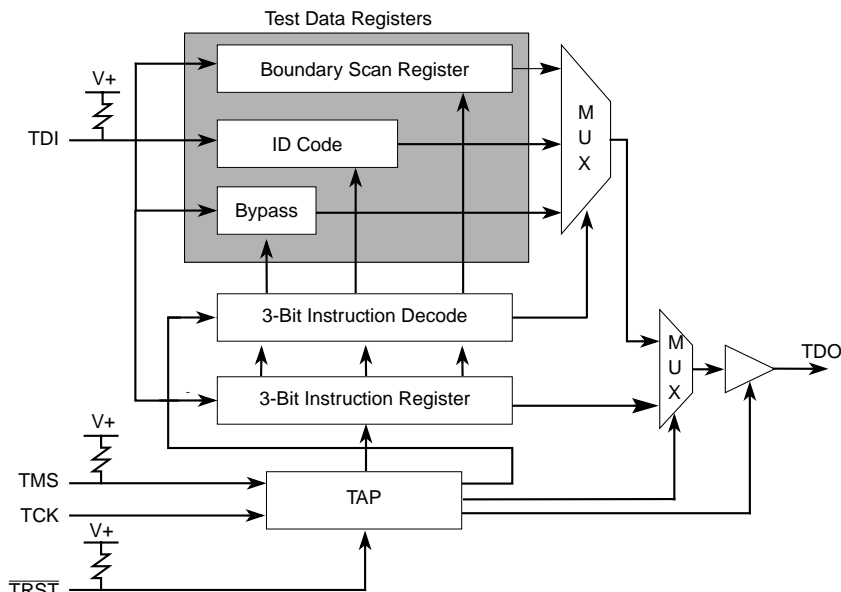 Test Data Registers
V+
Boundary Scan Register
TDI
ID Code
Bypass
M
U
X
3-Bit Instruction Decode
M
U
X
TDO
3-Bit Instruction Register
V+
TMS
TAP
TCK
V+
TRST